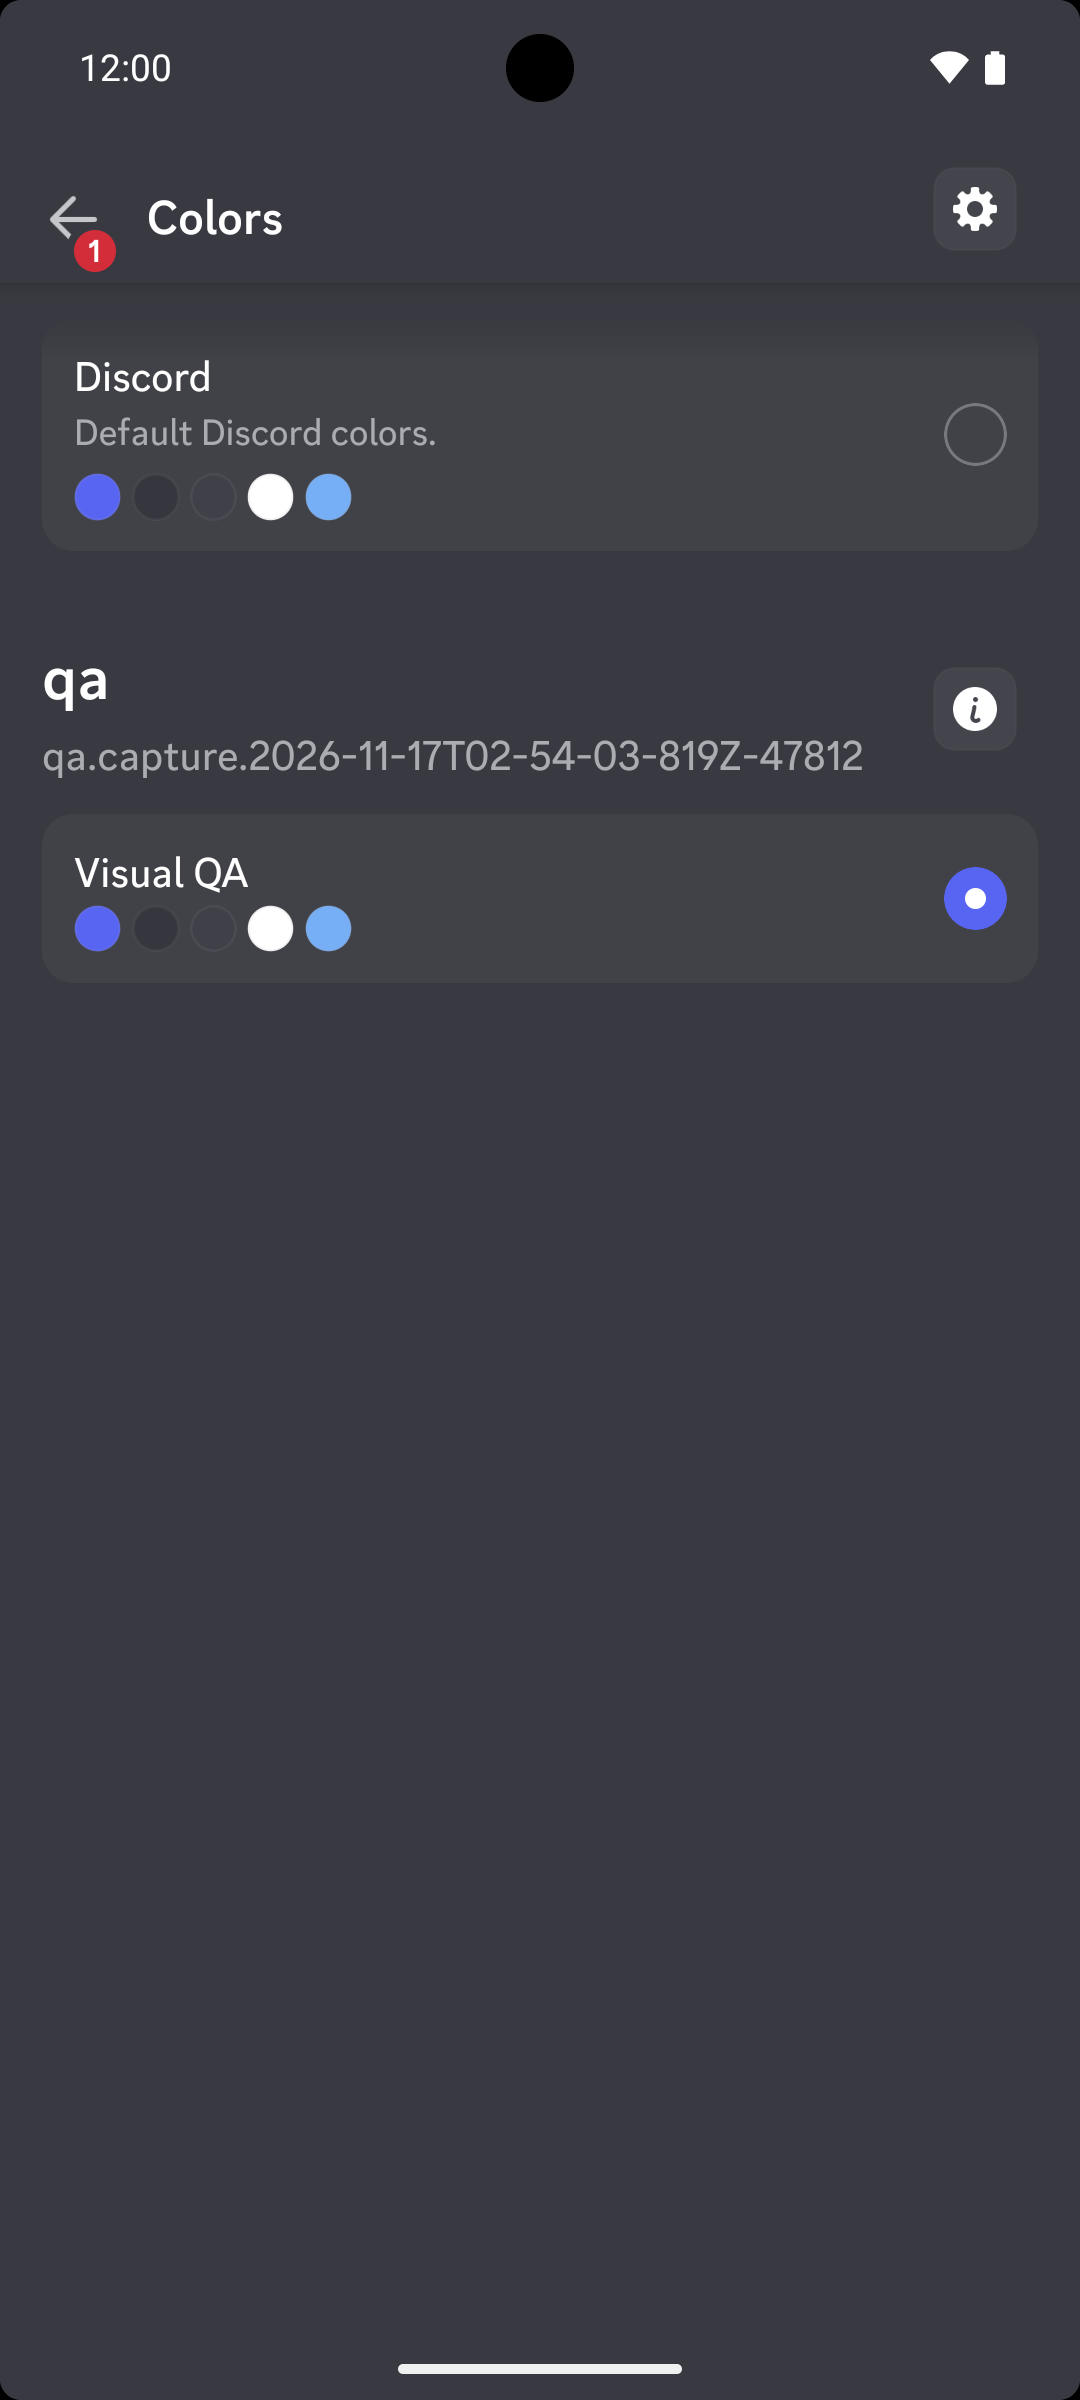 12:00
Colors
1
Discord
Default Discord colors.
qa
qa.capture.2026-11-17T02-54-03-819Z-47812
Visual QA